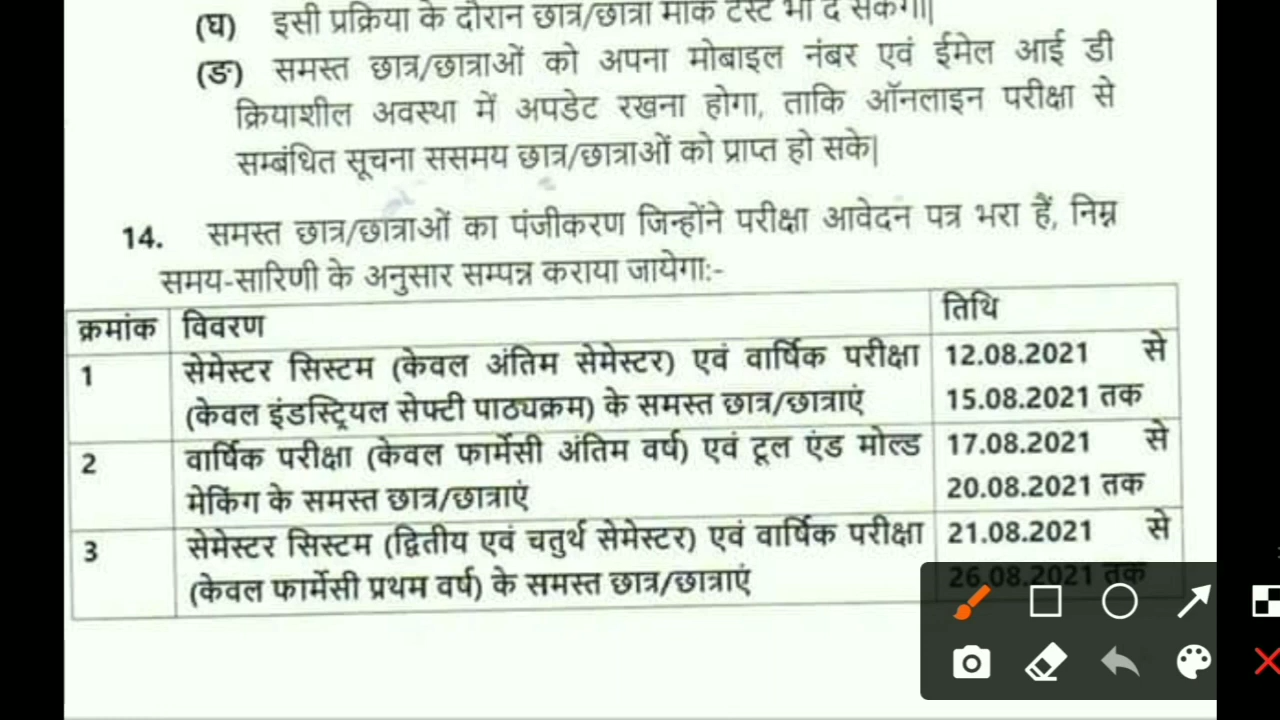 (घ) इसी प्रक्रिया के दौरान छात्र/छात्रा मॉक टेस्ट भी दे सकेगा|
(ङ) समस्त छात्र/छात्राओं को अपना मोबाइल नंबर एवं ईमेल आई डी
क्रियाशील अवस्था में अपडेट रखना होगा, ताकि ऑनलाइन परीक्षा से
सम्बंधित सूचना ससमय छात्र/छात्राओं को प्राप्त हो सके|
14. समस्त छात्र/छात्राओं का पंजीकरण जिन्होंने परीक्षा आवेदन पत्र भरा हैं, निम्न
समय-सारिणी के अनुसार सम्पन्न कराया जायेगा:-
क्रमांक विवरण तिथि
1 सेमेस्टर सिस्टम (केवल अंतिम सेमेस्टर) एवं वार्षिक परीक्षा 12.08.2021 से
(केवल इंडस्ट्रियल सेफ्टी पाठ्यक्रम) के समस्त छात्र/छात्राएं 15.08.2021 तक
2 वार्षिक परीक्षा (केवल फार्मेसी अंतिम वर्ष) एवं टूल एंड मोल्ड 17.08.2021 से
मेकिंग के समस्त छात्र/छात्राएं 20.08.2021 तक
3 सेमेस्टर सिस्टम (द्वितीय एवं चतुर्थ सेमेस्टर) एवं वार्षिक परीक्षा 21.08.2021 से
(केवल फार्मेसी प्रथम वर्ष) के समस्त छात्र/छात्राएं 26.08.2021 तक